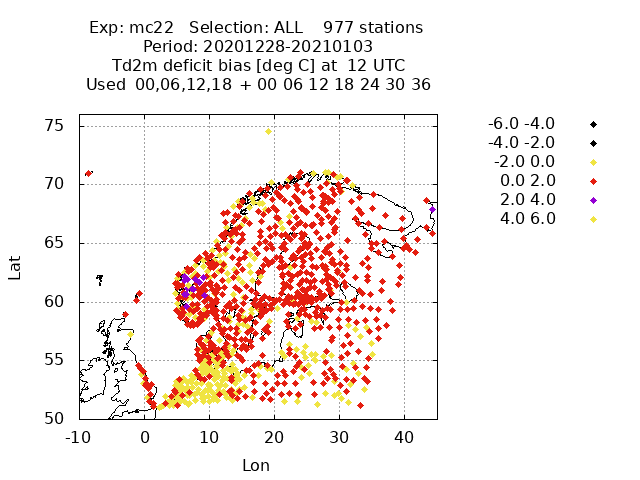 Exp: mc22   Selection: ALL    977 stations
Period: 20201228-20210103
Td2m deficit bias [deg C] at  12 UTC
Used  00,06,12,18 + 00 06 12 18 24 30 36
-6.0 -4.0
-4.0 -2.0
-2.0 0.0
0.0 2.0
2.0 4.0
4.0 6.0
Lat
75
70
65
60
55
50
-10 0 10 20 30 40
Lon